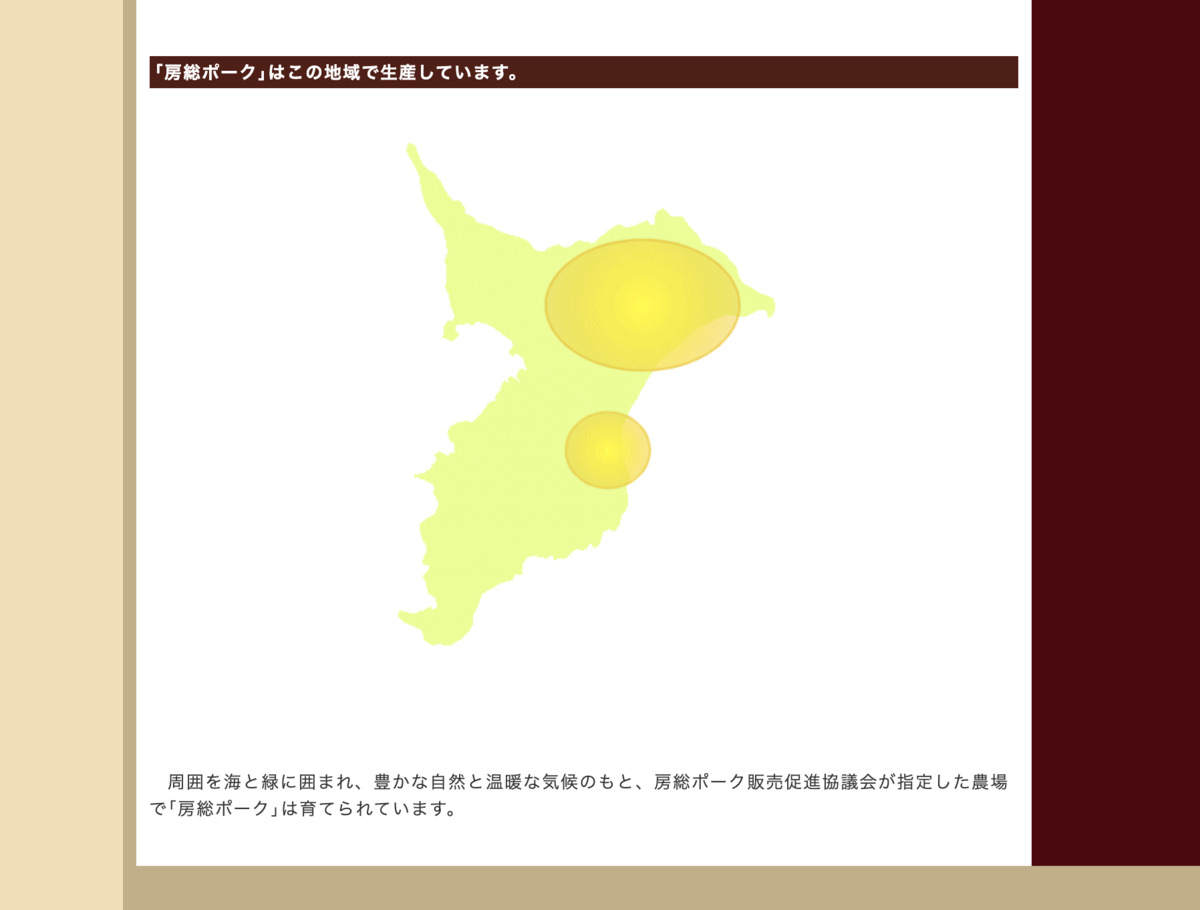 「房総ポーク」はこの地域で生産しています。
周囲を海と緑に囲まれ、豊かな自然と温暖な気候のもと、房総ポーク販売促進協議会が指定した農場
で「房総ポーク」は育てられています。